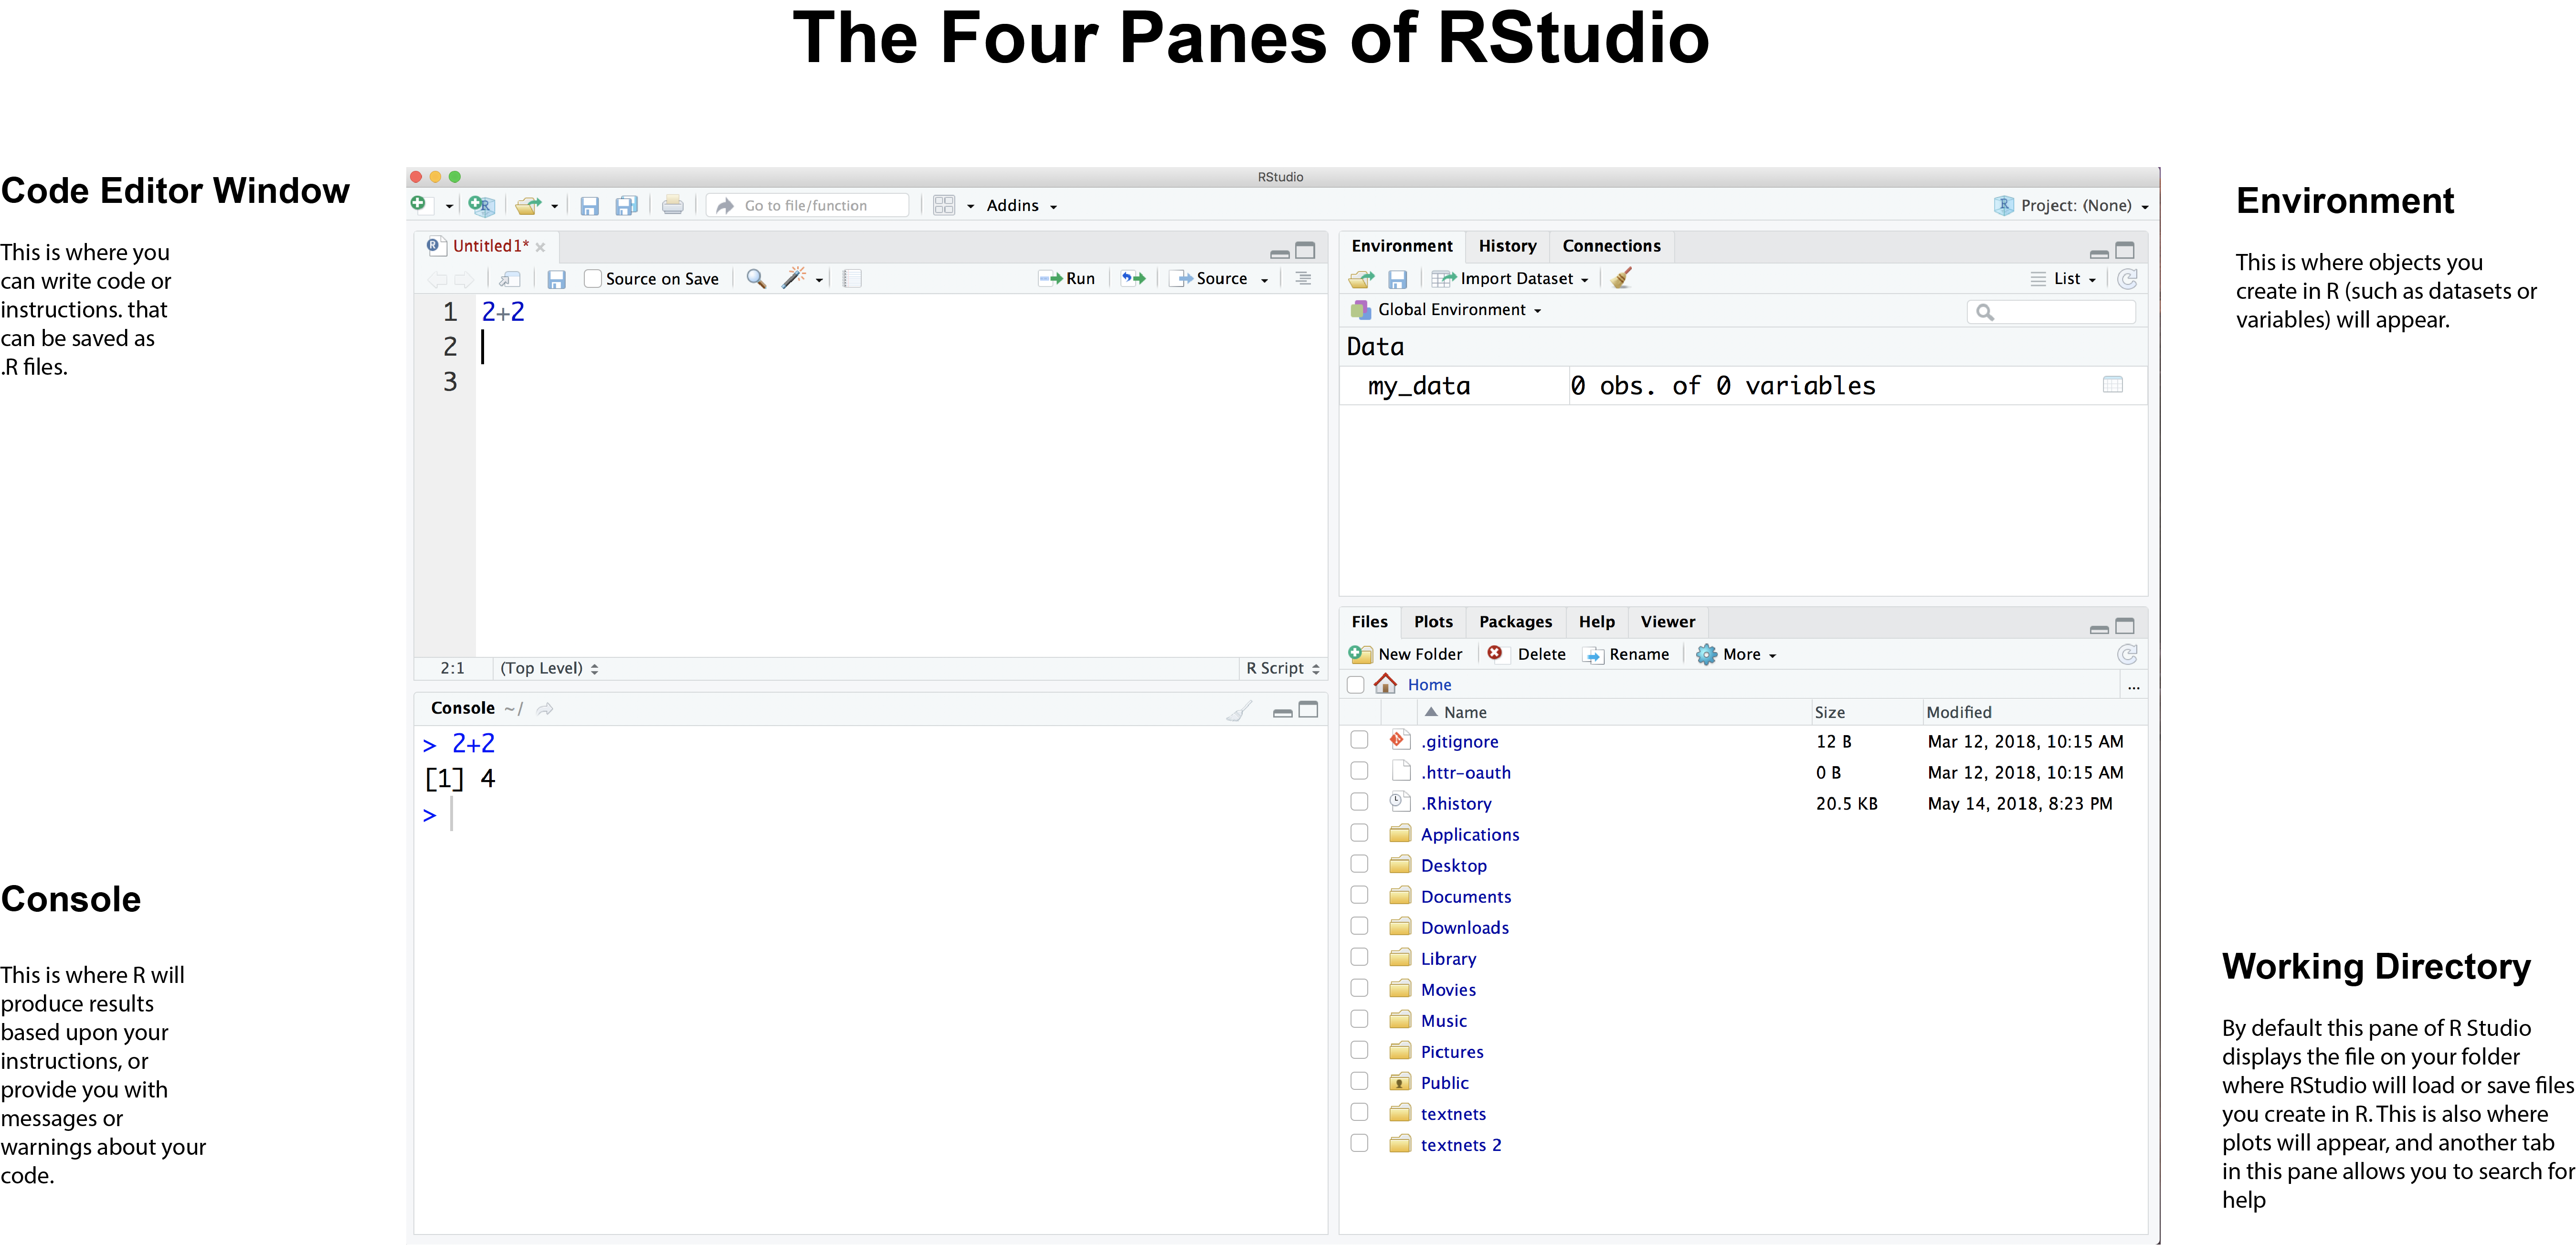 The Four Panes of RStudio
Code Editor Window
This is where you
can write code or
instructions. that
can be saved as
.R files.
Console
This is where R will
produce results
based upon your
instructions, or
provide you with
messages or
warnings about your
code.
RStudio
Go to file/function
Addins
Project: (None)
Untitled1*
Source on Save
Run
Source
1 2+2
2
3
2:1 (Top Level)
R Script
Console ~/
> 2+2
[1] 4
>
Environment History Connections
Import Dataset
List
Global Environment
Data
my_data 0 obs. of 0 variables
Files Plots Packages Help Viewer
New Folder Delete Rename More
Home
...
Name Size Modified
.gitignore 12 B Mar 12, 2018, 10:15 AM
.httr-oauth 0 B Mar 12, 2018, 10:15 AM
.Rhistory 20.5 KB May 14, 2018, 8:23 PM
Applications
Desktop
Documents
Downloads
Library
Movies
Music
Pictures
Public
textnets
textnets 2
Environment
This is where objects you
create in R (such as datasets or
variables) will appear.
Working Directory
By default this pane of R Studio
displays the file on your folder
where RStudio will load or save files
you create in R. This is also where
plots will appear, and another tab
in this pane allows you to search for
help